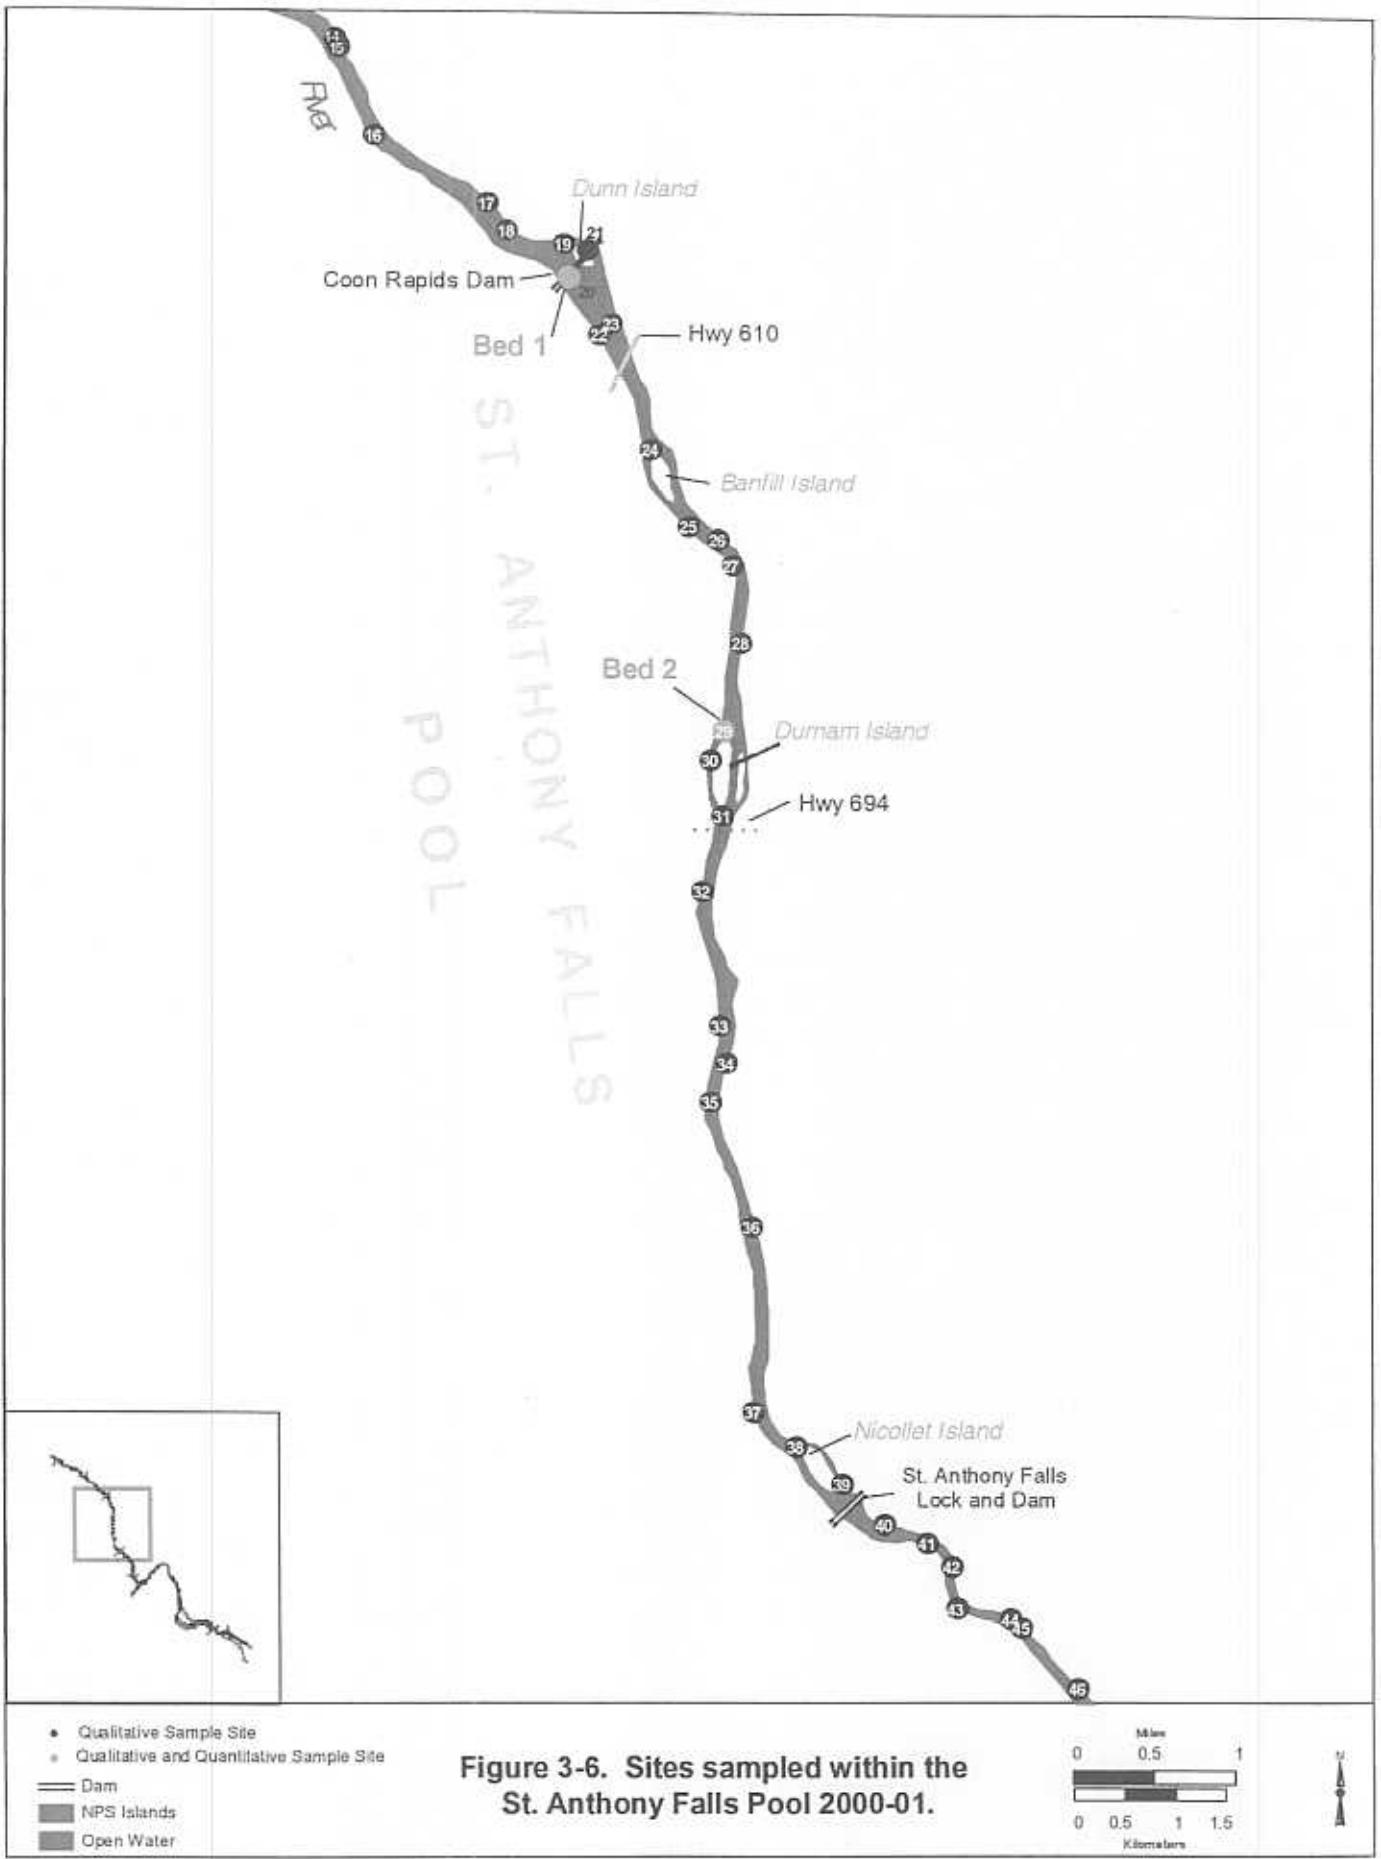 14
15
River
16
17
Dunn Island
18
19
21
Coon Rapids Dam
20
Bed 1
22
23
Hwy 610
24
Banfill Island
25
26
27
28
Bed 2
29
Durnam Island
30
Hwy 694
31
32
ST. ANTHONY FALLS
POOL
33
34
35
36
37
38
Nicollet Island
39
St. Anthony Falls
Lock and Dam
40
41
42
43
44
45
46
Qualitative Sample Site
Qualitative and Quantilative Sample Site
Dam
NPS Islands
Open Water
Figure 3-6. Sites sampled within the
St. Anthony Falls Pool 2000-01.
Miles
0 0.5 1
0 0.5 1 1.5
Kilometers
N